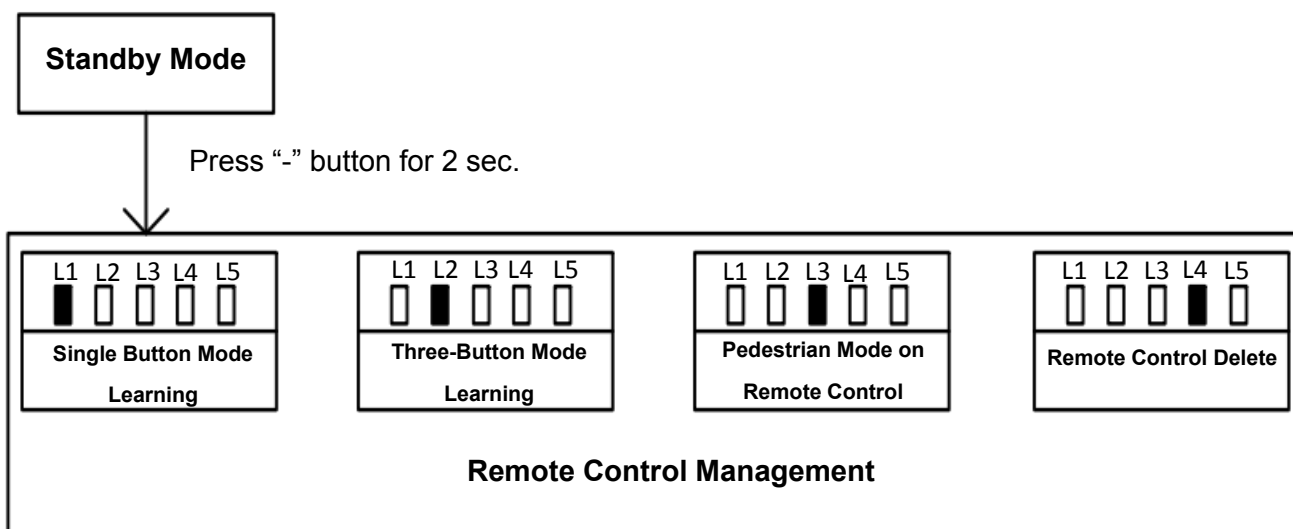 Standby Mode
Press “-” button for 2 sec.
L1 L2 L3 L4 L5
Single Button Mode
Learning
L1 L2 L3 L4 L5
Three-Button Mode
Learning
L1 L2 L3 L4 L5
Pedestrian Mode on
Remote Control
L1 L2 L3 L4 L5
Remote Control Delete
Remote Control Management